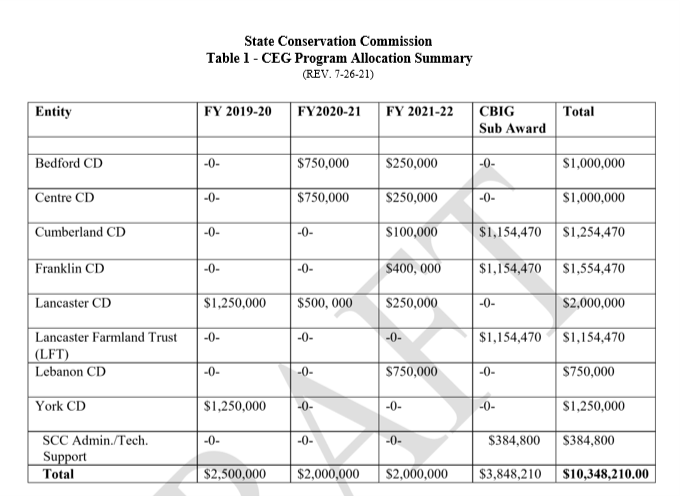 State Conservation Commission
Table 1 - CEG Program Allocation Summary
(REV. 7-26-21)
Entity FY 2019-20 FY2020-21 FY 2021-22 CBIG Total
Sub Award
Bedford CD -0- $750,000 $250,000 -0- $1,000,000
Centre CD -0- $750,000 $250,000 -0- $1,000,000
Cumberland CD -0- -0- $100,000 $1,154,470 $1,254,470
Franklin CD -0- -0- $400, 000 $1,154,470 $1,554,470
Lancaster CD $1,250,000 $500, 000 $250,000 -0- $2,000,000
Lancaster Farmland Trust -0- -0- -0- $1,154,470 $1,154,470
(LFT)
Lebanon CD -0- -0- $750,000 -0- $750,000
York CD $1,250,000 -0- -0- -0- $1,250,000
SCC Admin./Tech. -0- -0- -0- $384,800 $384,800
Support
Total $2,500,000 $2,000,000 $2,000,000 $3,848,210 $10,348,210.00
DRAFT